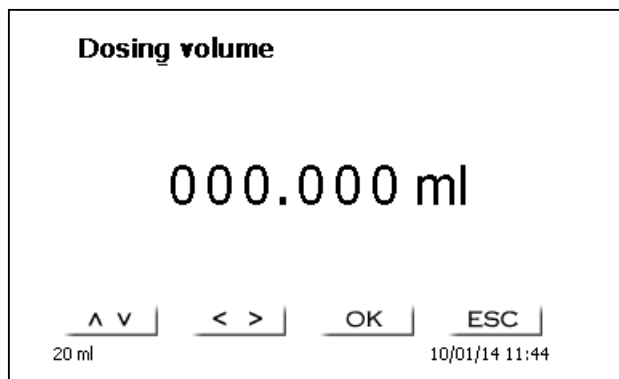 Dosing volume
000.000 ml
∧ ∨ < > OK ESC
20 ml 10/01/14 11:44